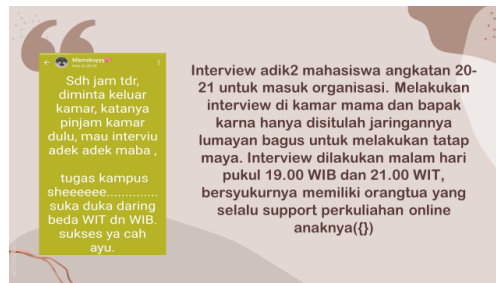 Mamakuyyy
Sdh jam tdr,
diminta keluar
kamar, katanya
pinjam kamar
dulu, mau interviu
adek adek maba ,
tugas kampus
sheeeeee..............
suka duka daring
beda WIT dn WIB.
sukses ya cah
ayu.
Interview adik2 mahasiswa angkatan 20-
21 untuk masuk organisasi. Melakukan
interview di kamar mama dan bapak
karna hanya disitulah jaringannya
lumayan bagus untuk melakukan tatap
maya. Interview dilakukan malam hari
pukul 19.00 WIB dan 21.00 WIT,
bersyukurnya memiliki orangtua yang
selalu support perkuliahan online
anaknya({})